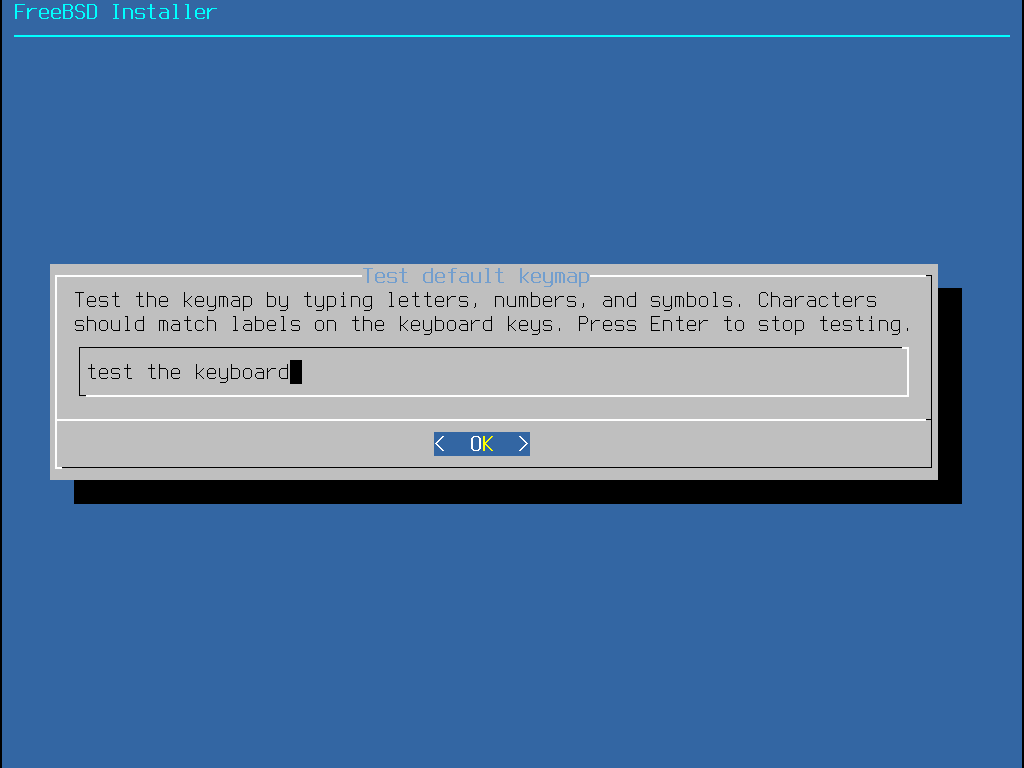 FreeBSD Installer
Test default keymap
Test the keymap by typing letters, numbers, and symbols. Characters
should match labels on the keyboard keys. Press Enter to stop testing.
test the keyboard
<  OK  >